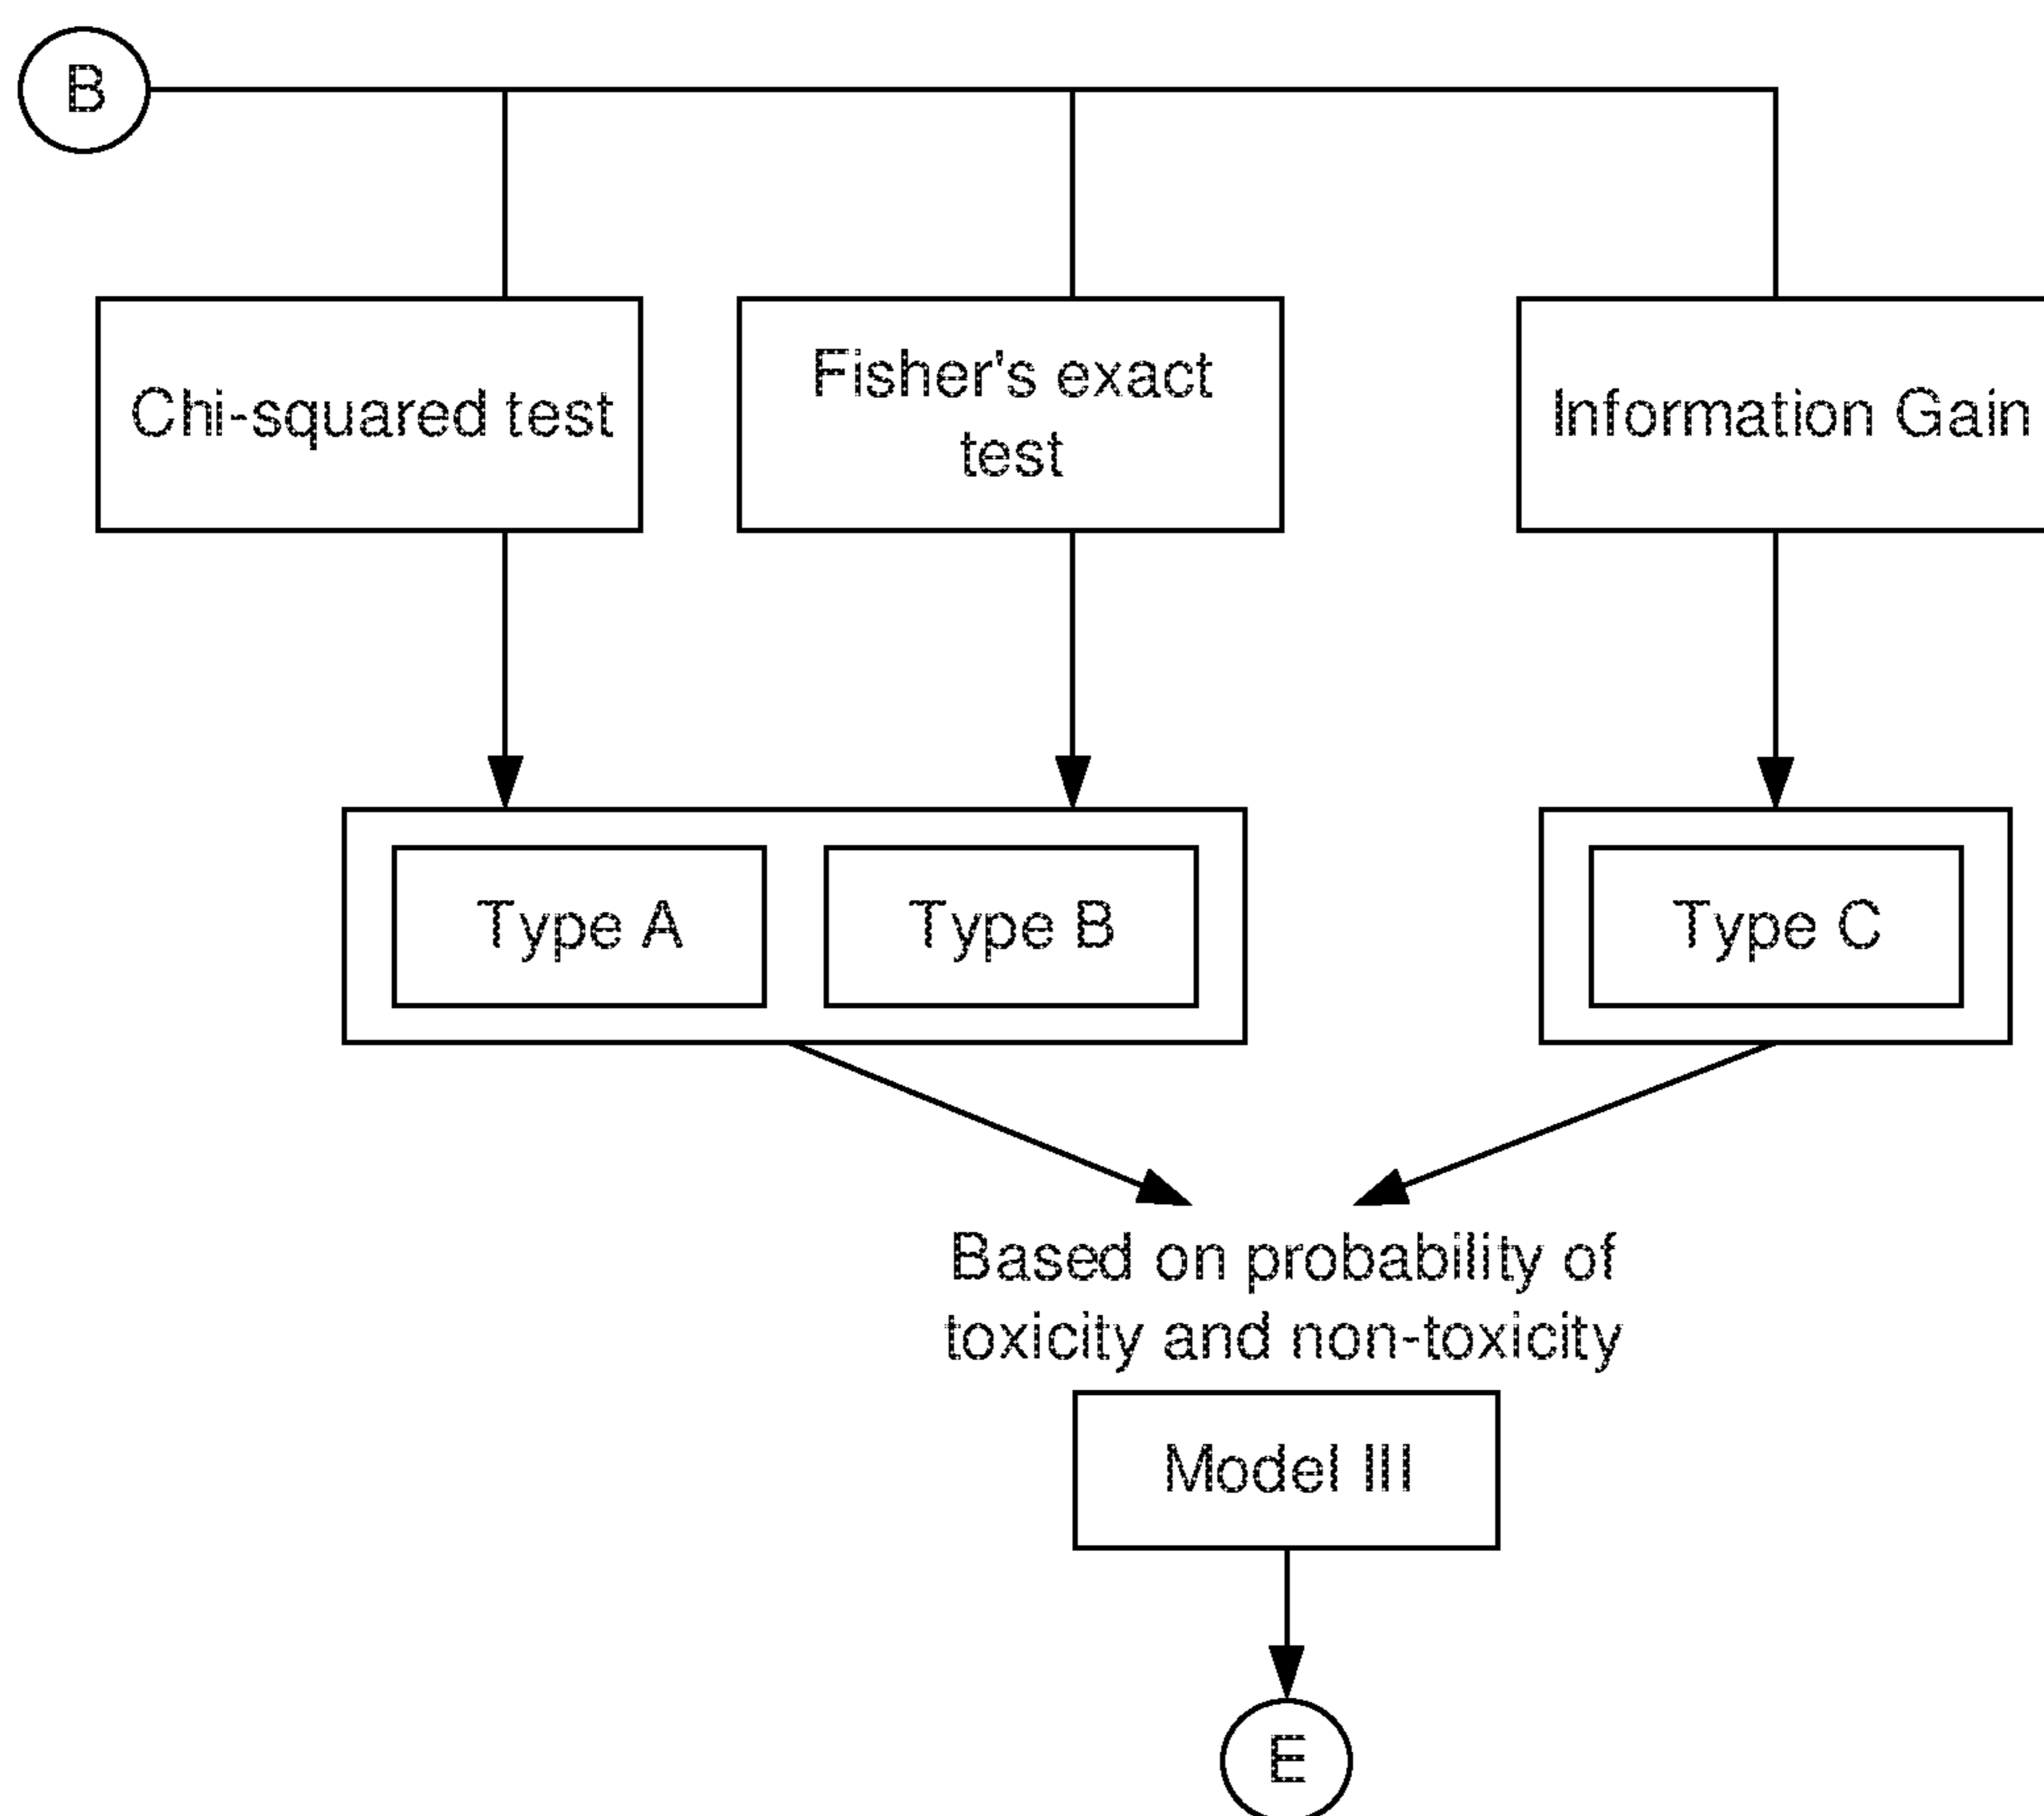 B
Chi-squared test
Fisher's exact
test
Information Gain
Type A
Type B
Type C
Based on probability of
toxicity and non-toxicity
Model III
E